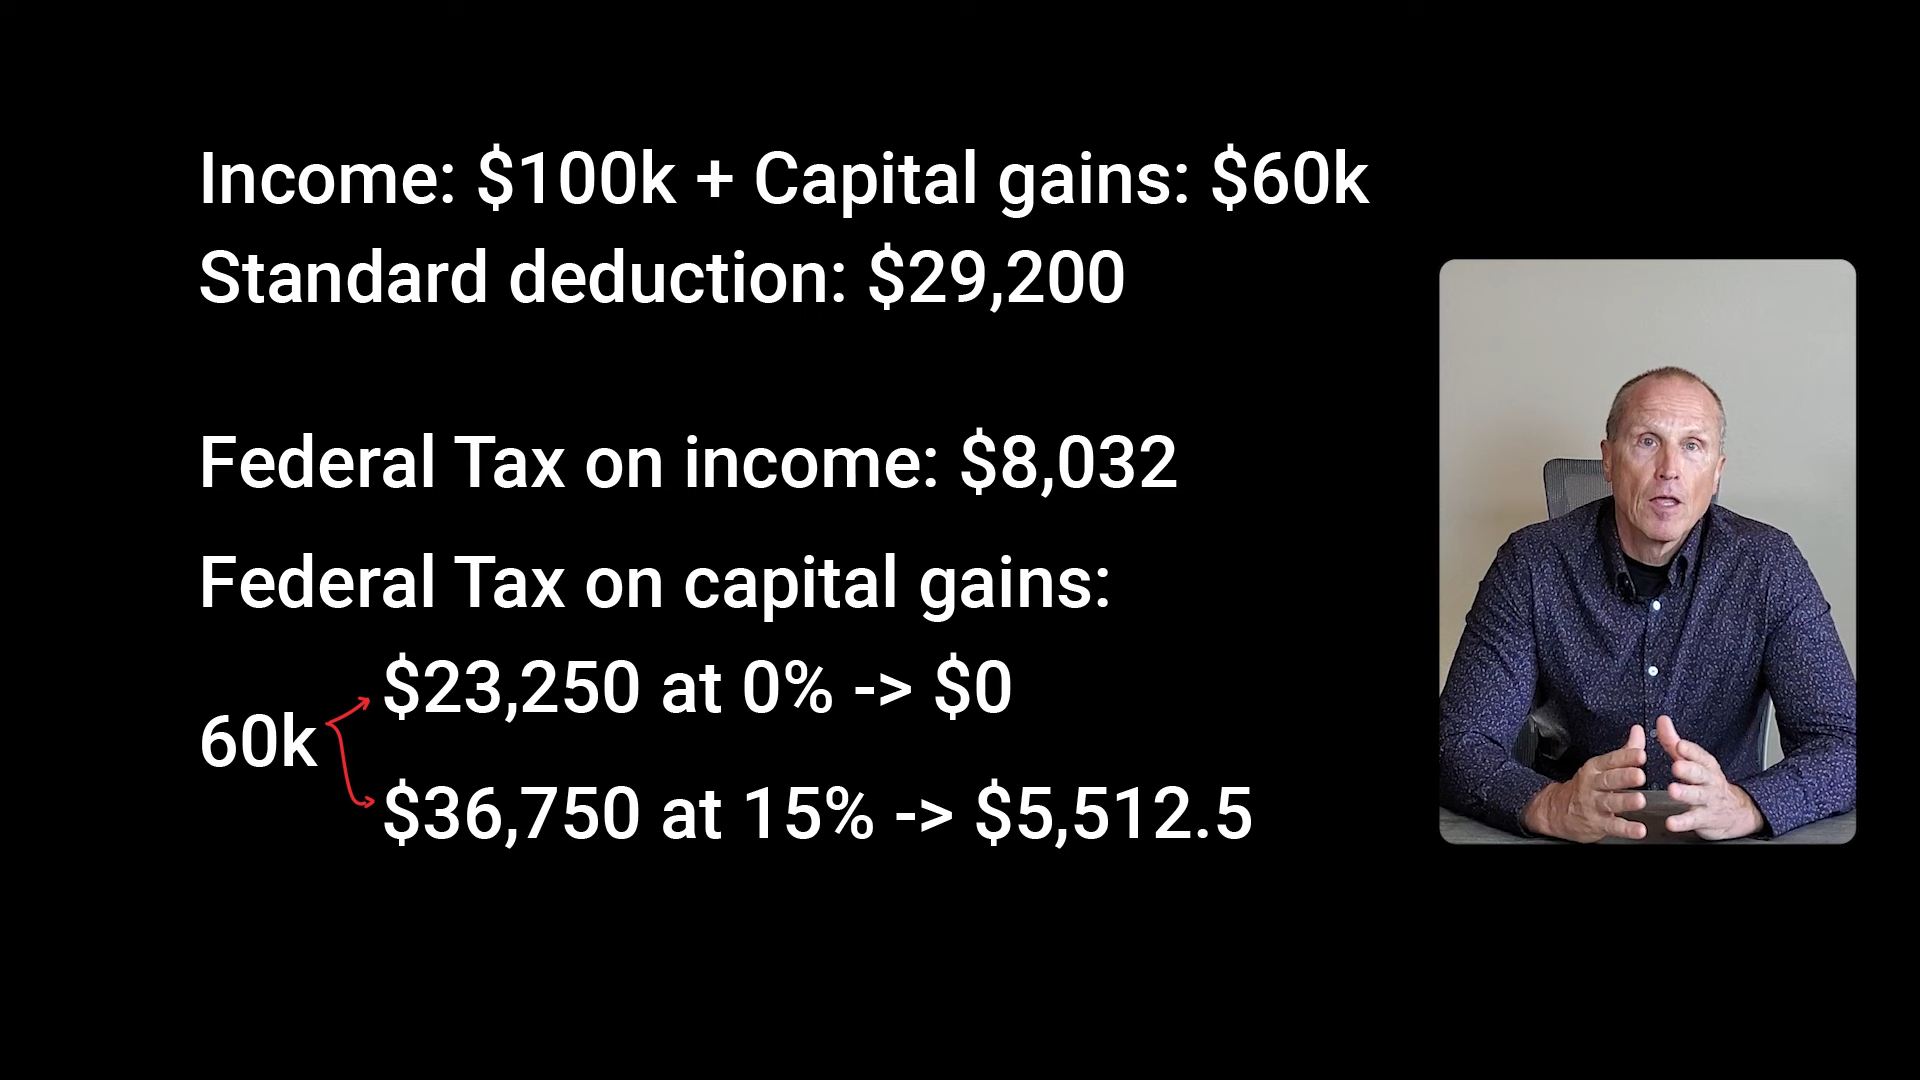 Income: $100k + Capital gains: $60k
Standard deduction: $29,200
Federal Tax on income: $8,032
Federal Tax on capital gains:
$23,250 at 0% -> $0
60k
$36,750 at 15% -> $5,512.5